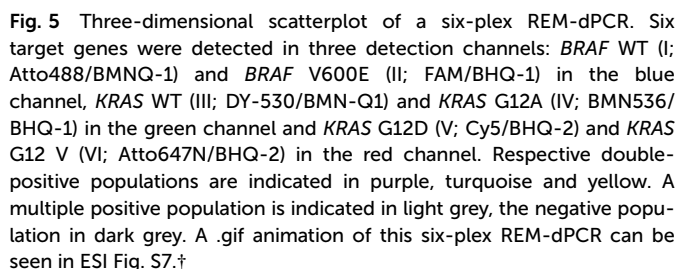 Fig. 5 Three-dimensional scatterplot of a six-plex REM-dPCR. Six
target genes were detected in three detection channels: BRAF WT (I;
Atto488/BMNQ-1) and BRAF V600E (II; FAM/BHQ-1) in the blue
channel, KRAS WT (III; DY-530/BMN-Q1) and KRAS G12A (IV; BMN536/
BHQ-1) in the green channel and KRAS G12D (V; Cy5/BHQ-2) and KRAS
G12 V (VI; Atto647N/BHQ-2) in the red channel. Respective double-
positive populations are indicated in purple, turquoise and yellow. A
multiple positive population is indicated in light grey, the negative popu-
lation in dark grey. A .gif animation of this six-plex REM-dPCR can be
seen in ESI Fig. S7.†